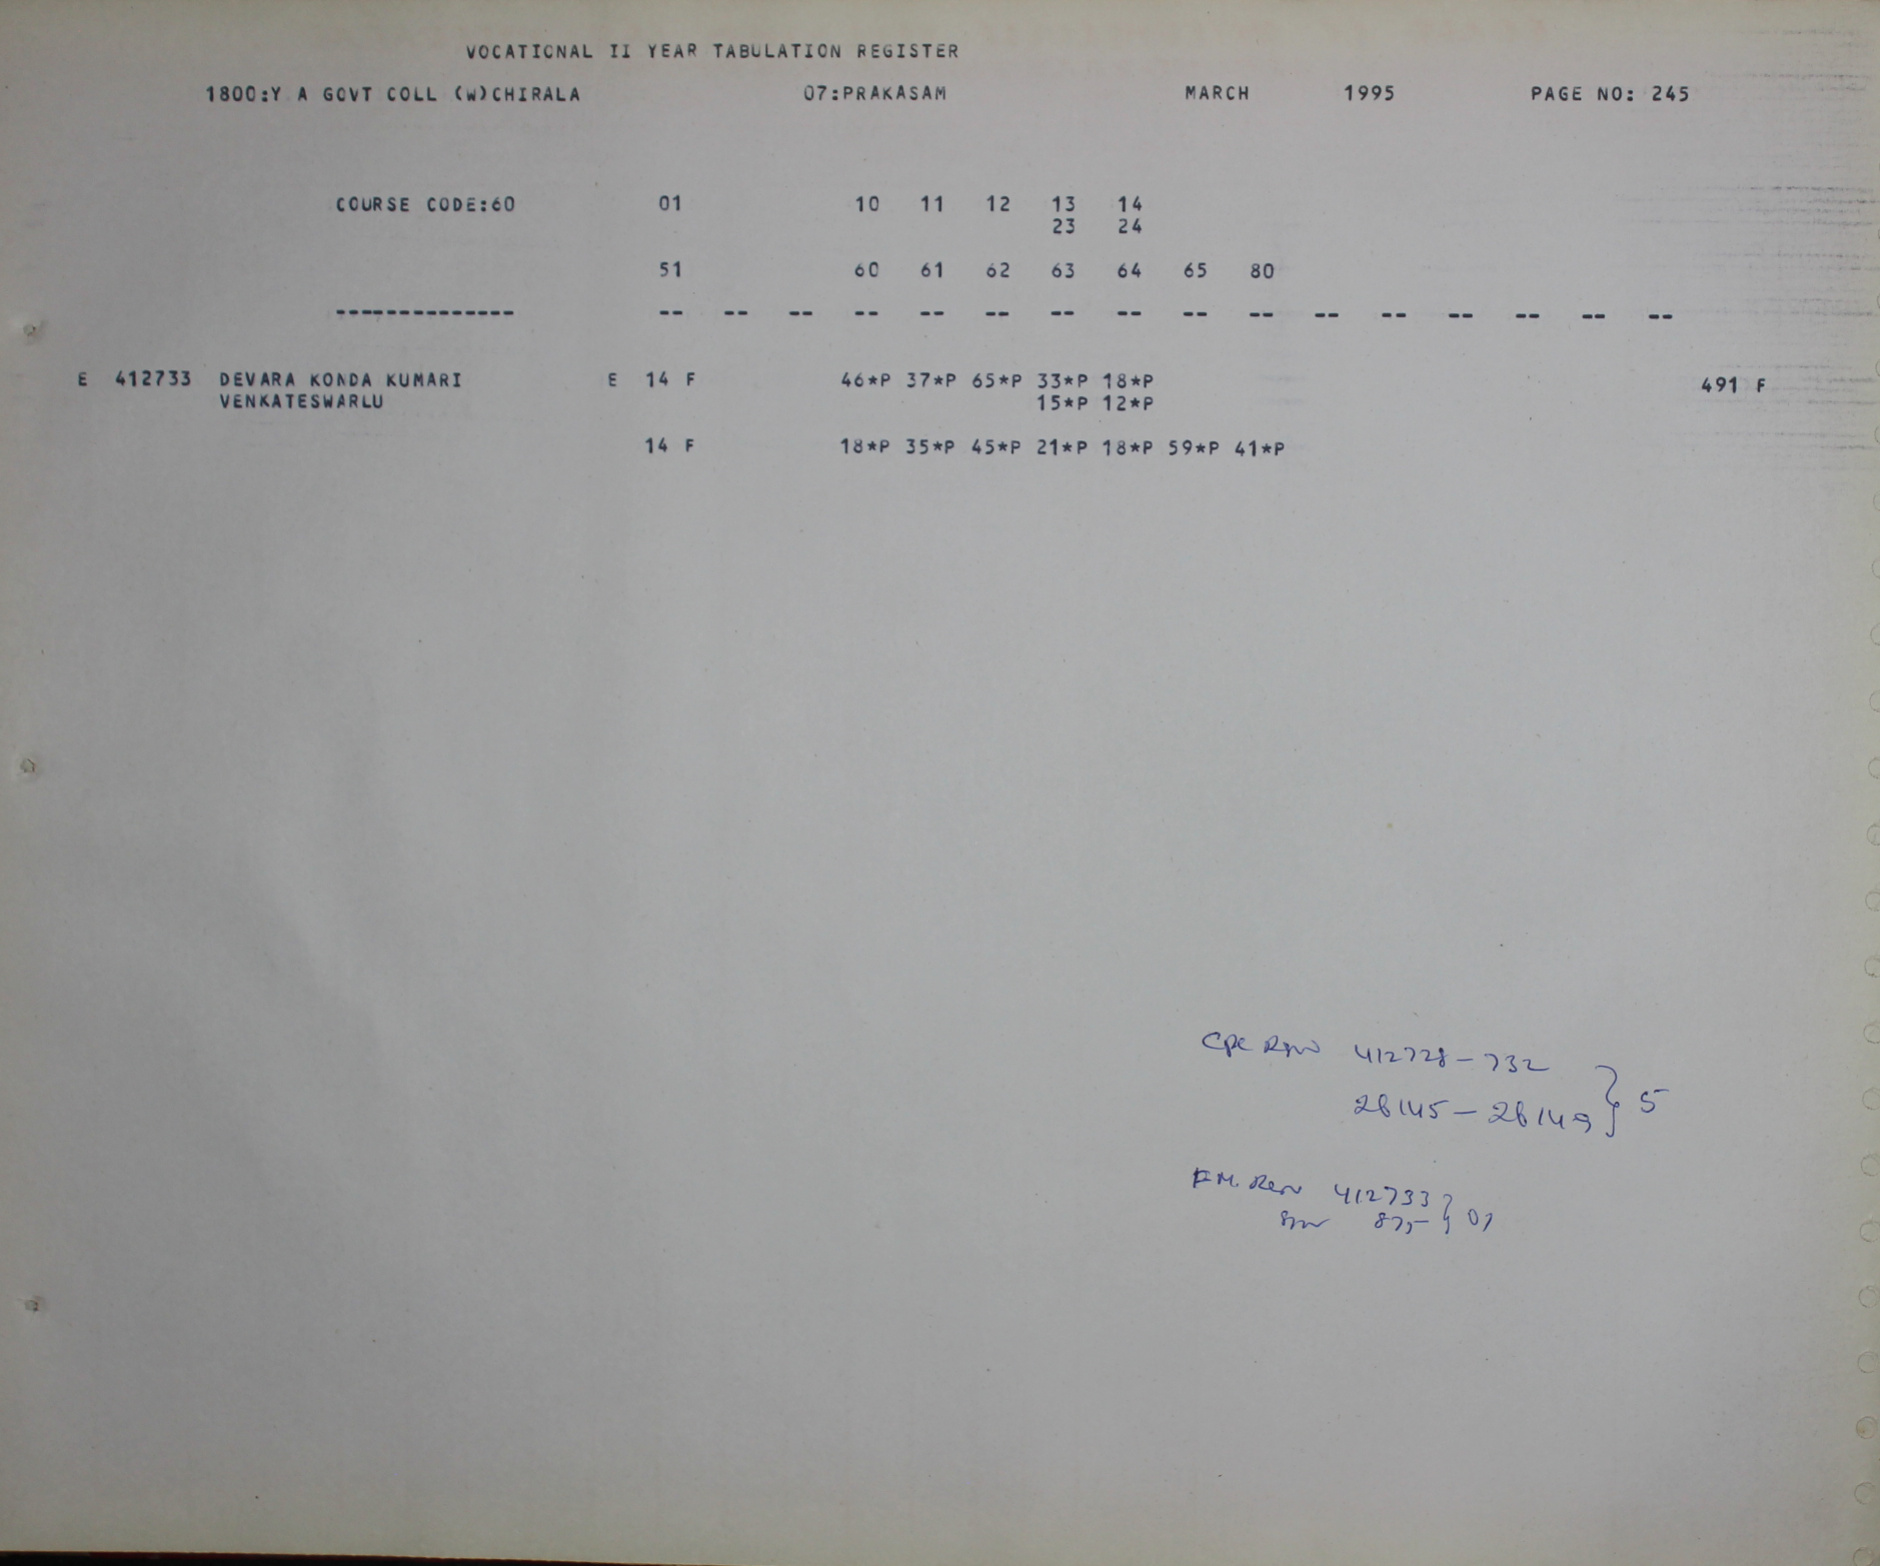 VOCATIONAL II YEAR TABULATION REGISTER
1800:Y A GOVT COLL (W)CHIRALA 07:PRAKASAM MARCH 1995 PAGE NO: 245
COURSE CODE:60 01 10 11 12 13 14
23 24
51 60 61 62 63 64 65 80
-------------- -- -- -- -- -- -- -- -- -- -- -- -- -- -- -- --
E 412733 DEVARA KONDA KUMARI E 14 F 46*P 37*P 65*P 33*P 18*P 491 F
VENKATESWARLU 15*P 12*P
14 F 18*P 35*P 45*P 21*P 18*P 59*P 41*P
412728-732
26145-26149 } 5
412733